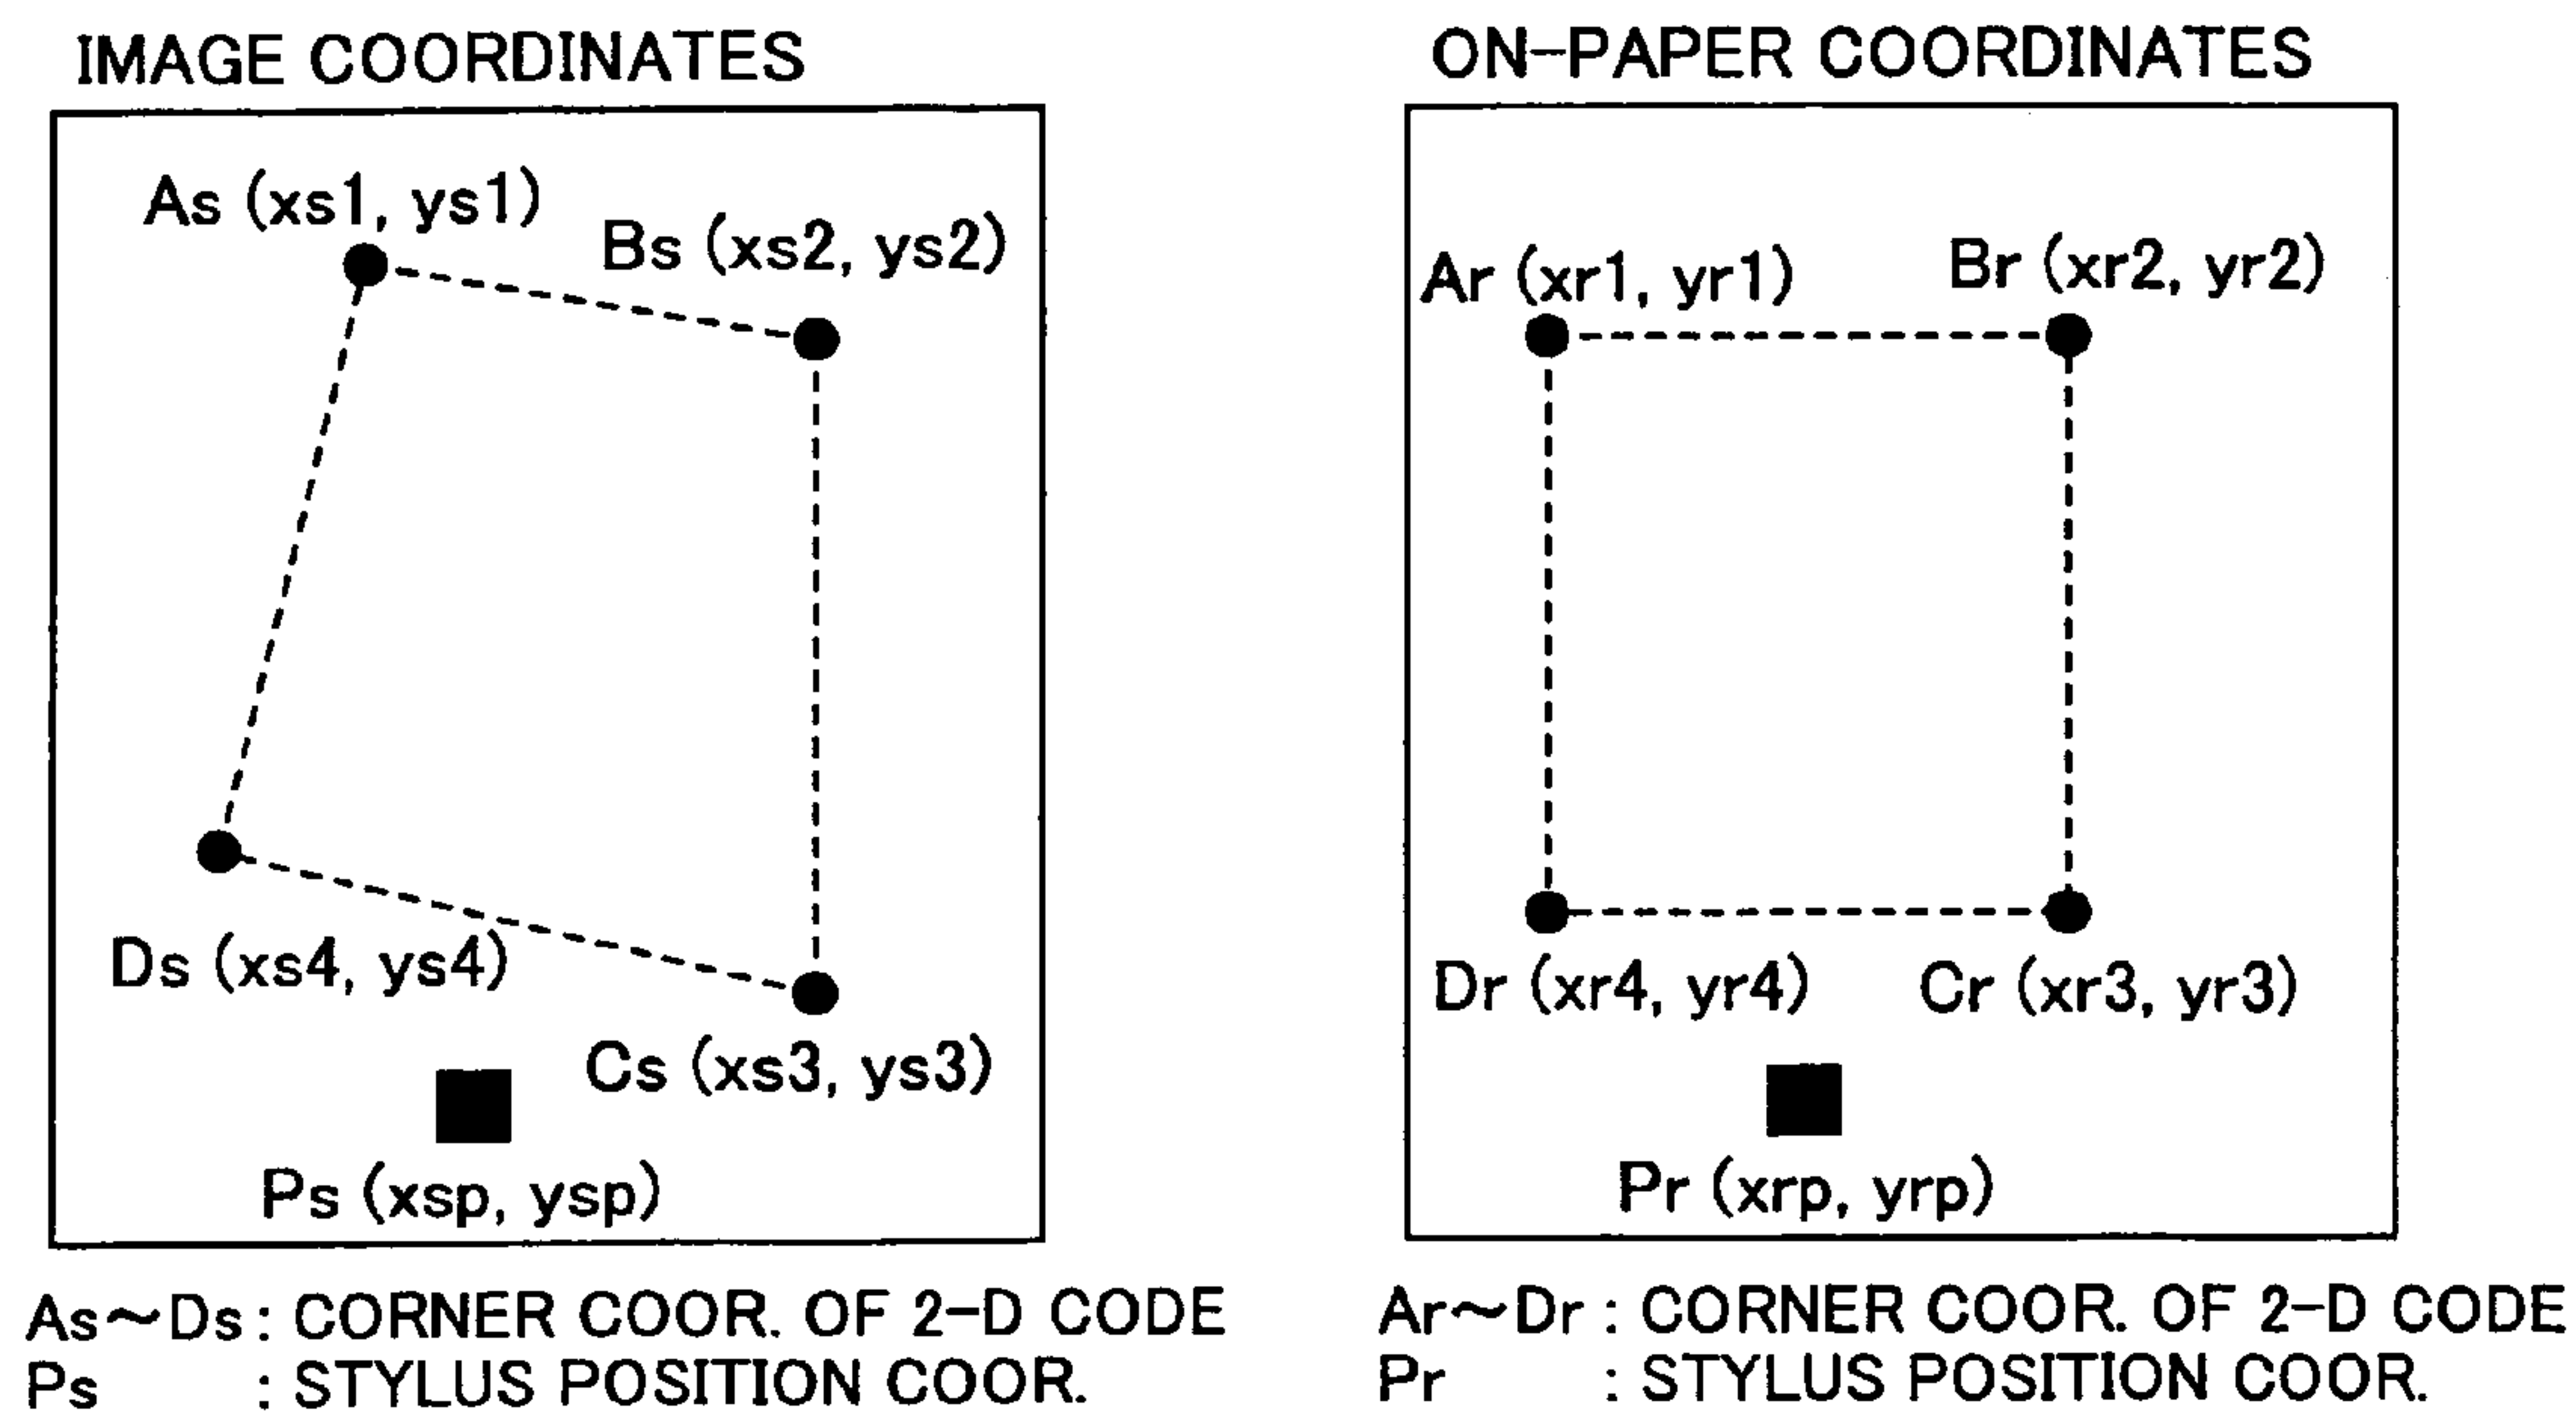 IMAGE COORDINATES
As (xs1, ys1)
Bs (xs2, ys2)
Ds (xs4, ys4)
Cs (xs3, ys3)
Ps (xsp, ysp)
As~Ds : CORNER COOR. OF 2-D CODE
Ps : STYLUS POSITION COOR.
ON-PAPER COORDINATES
Ar (xr1, yr1)
Br (xr2, yr2)
Dr (xr4, yr4)
Cr (xr3, yr3)
Pr (xrp, yrp)
Ar~Dr : CORNER COOR. OF 2-D CODE
Pr : STYLUS POSITION COOR.